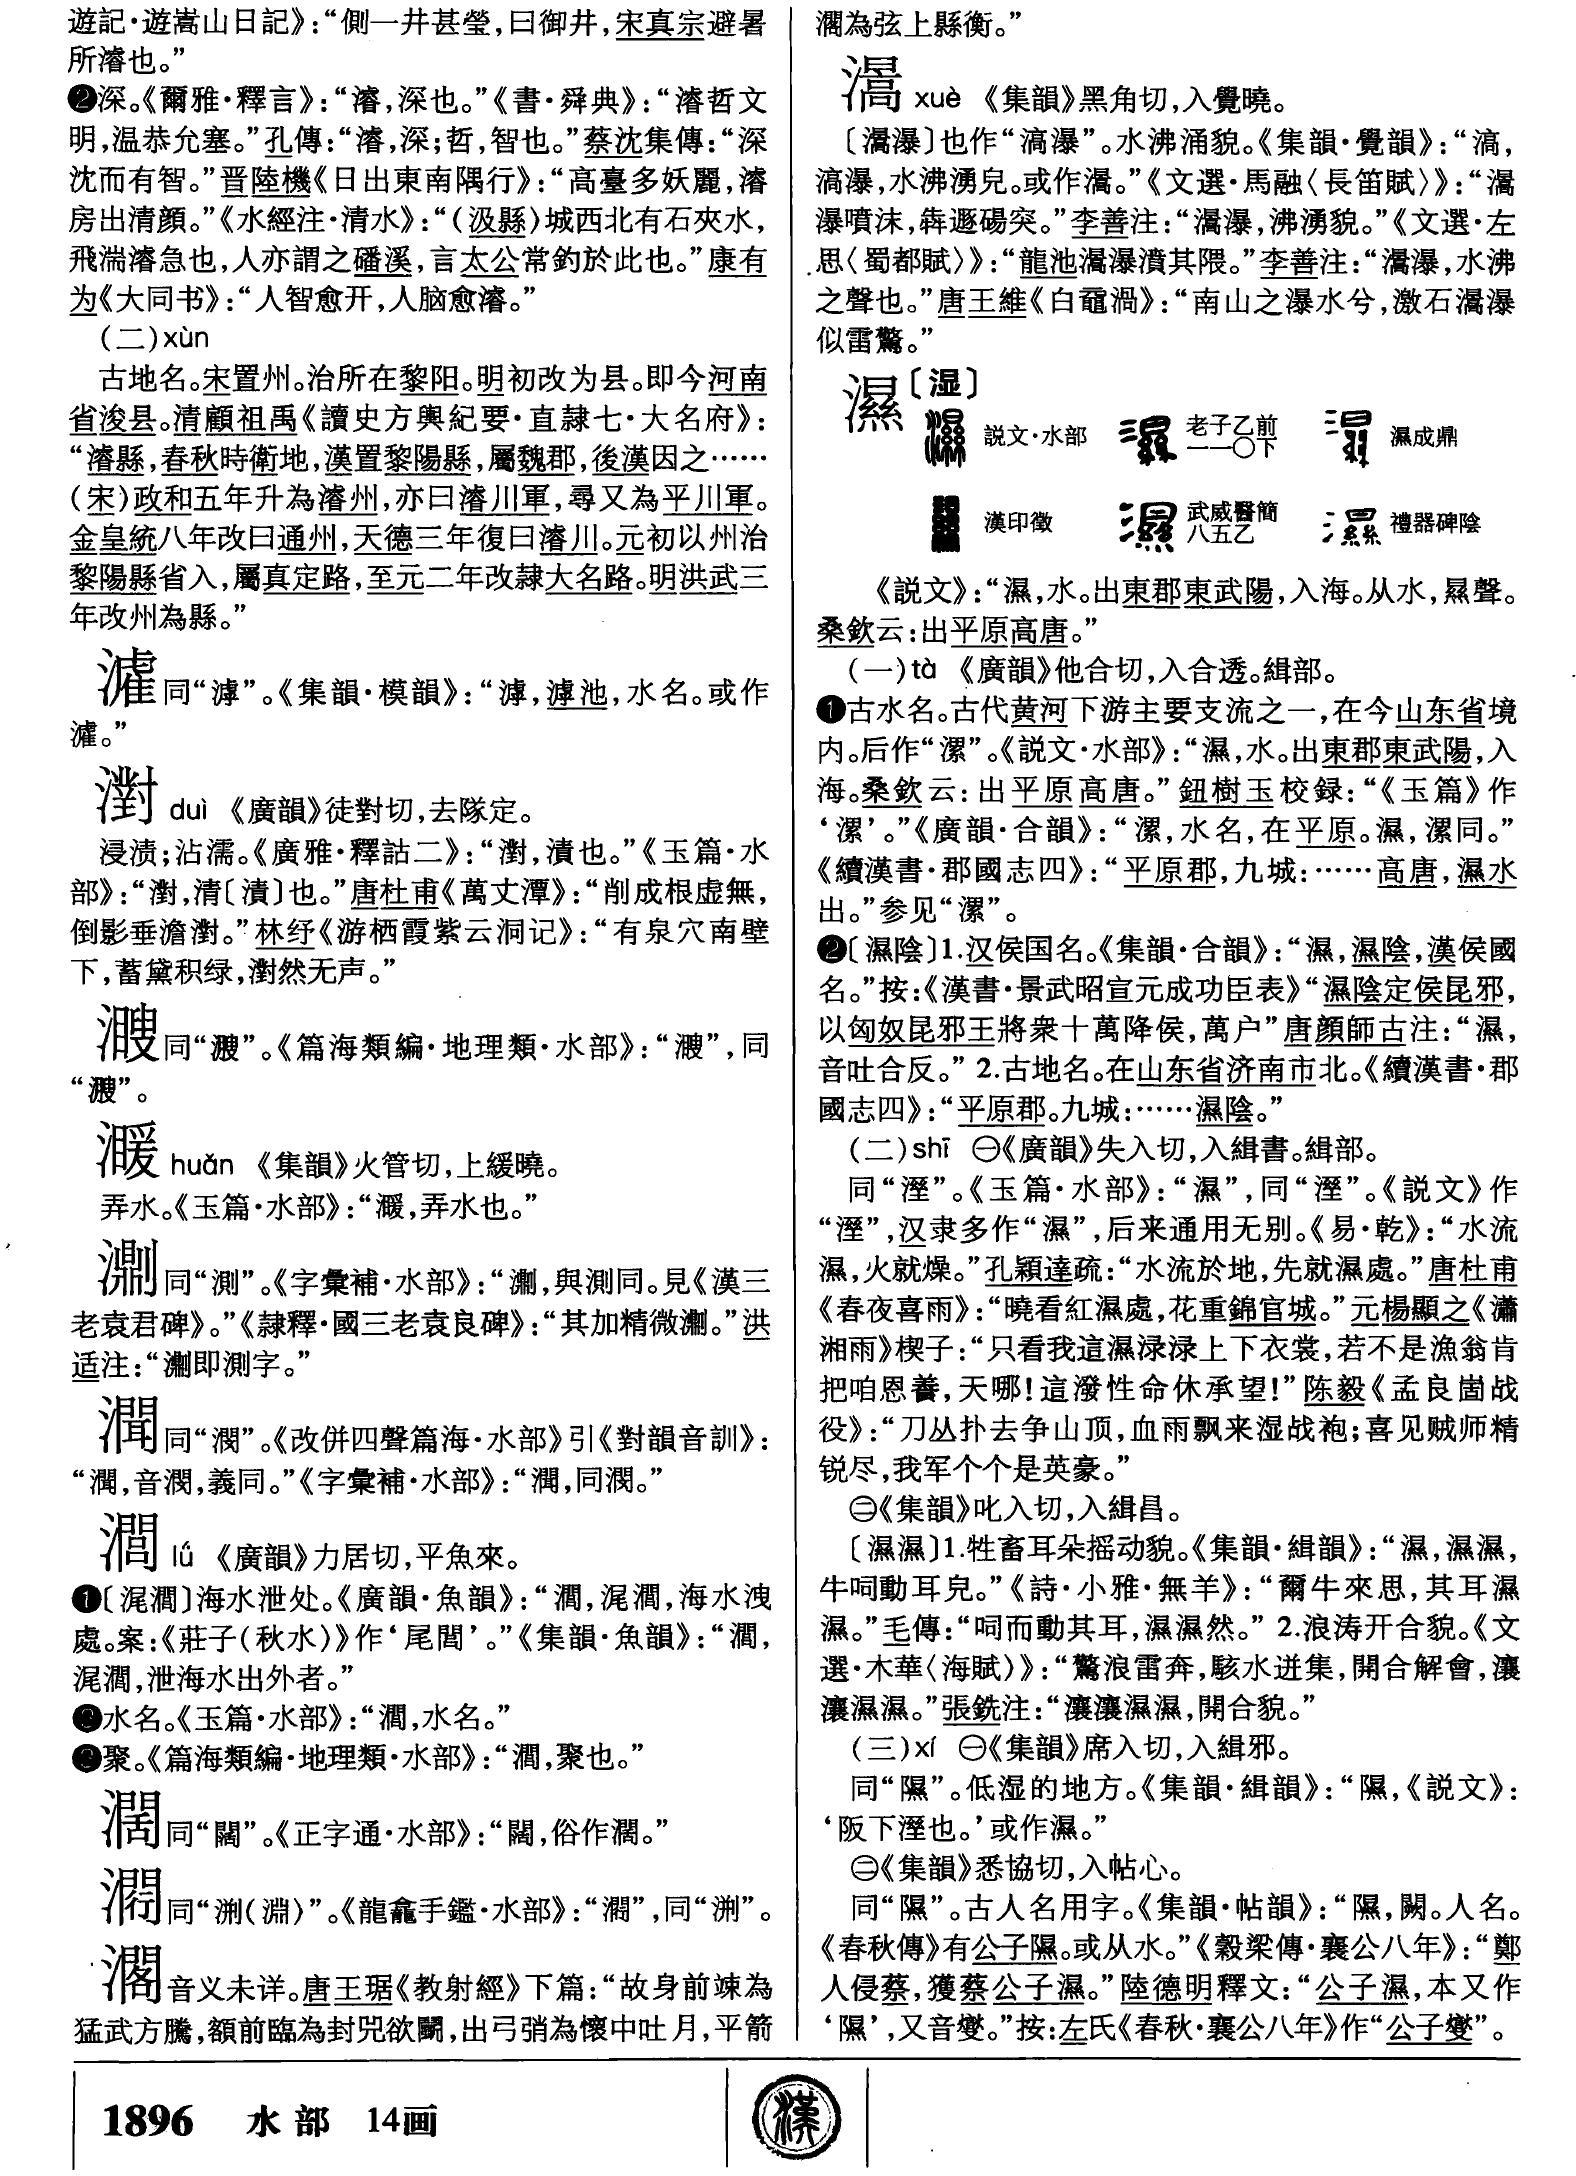 遊記·遊嵩山日記》：“側一井甚瑩，曰御井，宋真宗避暑
所濬也。”
❷深。《爾雅·釋言》：“濬，深也。”《書·舜典》：“濬哲文
明，温恭允塞。”孔傳：“濬，深；哲，智也。”蔡沈集傳：“深
沈而有智。”晋陸機《日出東南隅行》：“高臺多妖麗，濬
房出清顔。”《水經注·清水》：“（汲縣）城西北有石夾水，
飛湍濬急也，人亦謂之磻溪，言太公常釣於此也。”康有
为《大同书》：“人智愈开，人脑愈濬。”
（二）xùn
古地名。宋置州。治所在黎阳。明初改为县。即今河南
省浚县。清顧祖禹《讀史方輿紀要·直隸七·大名府》：
“濬縣，春秋時衛地，漢置黎陽縣，屬魏郡，後漢因之……
（宋）政和五年升為濬州，亦曰濬川軍，尋又為平川軍。
金皇統八年改曰通州，天德三年復曰濬川。元初以州治
黎陽縣省入，屬真定路，至元二年改隸大名路。明洪武三
年改州為縣。”
同“滹”。《集韻·模韻》：“滹，滹池，水名。或作
。”
濧 duì 《廣韻》徒對切，去隊定。
浸渍；沾濡。《廣雅·釋詁二》：“濧，漬也。”《玉篇·水
部》：“濧，清〔漬〕也。”唐杜甫《萬丈潭》：“削成根虚無，
倒影垂澹濧。”林纾《游栖霞紫云洞记》：“有泉穴南壁
下，蓄黛积绿，濧然无声。”
同“”。《篇海類編·地理類·水部》：“”，同
“”。
huǎn 《集韻》火管切，上緩曉。
弄水。《玉篇·水部》：“，弄水也。”
同“測”。《字彙補·水部》：“，與測同。見《漢三
老袁君碑》。”《隸釋·國三老袁良碑》：“其加精微。”洪
适注：“即測字。”
同“”。《改併四聲篇海·水部》引《對韻音訓》：
“，音，義同。”《字彙補·水部》：“，同。”
 lǘ 《廣韻》力居切，平魚來。
❶〔浘〕海水泄处。《廣韻·魚韻》：“，浘，海水洩
處。案：《莊子（秋水）》作‘尾閭’。”《集韻·魚韻》：“，
浘，泄海水出外者。”
❷水名。《玉篇·水部》：“，水名。”
❸聚。《篇海類編·地理類·水部》：“，聚也。”
濶同“闊”。《正字通·水部》：“闊，俗作濶。”
同“（淵）”。《龍龕手鑑·水部》：“”，同“”。
音义未详。唐王琚《教射經》下篇：“故身前竦為
猛武方騰，額前臨為封兕欲鬭，出弓弰為懷中吐月，平箭
為弦上縣衡。”
滈 xuè 《集韻》黑角切，入覺曉。
〔瀑〕也作“滈瀑”。水沸涌貌。《集韻·覺韻》：“滈，
滈瀑，水沸湧皃。或作。”《文選·馬融〈長笛賦〉》：“
瀑噴沫，犇遯碭突。”李善注：“瀑，沸湧貌。”《文選·左
思〈蜀都賦〉》：“龍池瀑濆其隈。”李善注：“瀑，水沸
之聲也。”唐王維《白黿渦》：“南山之瀑水兮，激石瀑
似雷驚。”
濕〔湿〕
説文·水部 老子乙前一一〇下 濕成鼎
漢印徵 武威醫簡八五乙 禮器碑陰
《説文》：“濕，水。出東郡東武陽，入海。从水，㬎聲。
桑欽云：出平原高唐。”
（一）tà 《廣韻》他合切，入合透。緝部。
❶古水名。古代黄河下游主要支流之一，在今山东省境
内。后作“漯”。《説文·水部》：“濕，水。出東郡東武陽，入
海。桑欽云：出平原高唐。”鈕樹玉校録：“《玉篇》作
‘漯’。”《廣韻·合韻》：“漯，水名，在平原。濕，漯同。”
《續漢書·郡國志四》：“平原郡，九城：……高唐，濕水
出。”参见“漯”。
❷〔濕陰〕1.汉侯国名。《集韻·合韻》：“濕，濕陰，漢侯國
名。”按：《漢書·景武昭宣元成功臣表》“濕陰定侯昆邪，
以匈奴昆邪王將衆十萬降侯，萬户”唐顔師古注：“濕，
音吐合反。” 2.古地名。在山东省济南市北。《續漢書·郡
國志四》：“平原郡。九城：……濕陰。”
（二）shī ㊀《廣韻》失入切，入緝書。緝部。
同“溼”。《玉篇·水部》：“濕”，同“溼”。《説文》作
“溼”，汉隶多作“濕”，后来通用无别。《易·乾》：“水流
濕，火就燥。”孔穎達疏：“水流於地，先就濕處。”唐杜甫
《春夜喜雨》：“曉看紅濕處，花重錦官城。”元楊顯之《瀟
湘雨》楔子：“只看我這濕渌渌上下衣裳，若不是漁翁肯
把咱恩養，天哪！這潑性命休承望！”陈毅《孟良崮战
役》：“刀丛扑去争山顶，血雨飘来湿战袍；喜见贼师精
锐尽，我军个个是英豪。”
㊁《集韻》叱入切，入緝昌。
〔濕濕〕1.牲畜耳朵摇动貌。《集韻·緝韻》：“濕，濕濕，
牛呞動耳皃。”《詩·小雅·無羊》：“爾牛來思，其耳濕
濕。”毛傳：“呞而動其耳，濕濕然。” 2.浪涛开合貌。《文
選·木華〈海賦〉》：“驚浪雷奔，駭水迸集，開合解會，瀼
瀼濕濕。”張銑注：“瀼瀼濕濕，開合貌。”
（三）xí ㊀《集韻》席入切，入緝邪。
同“隰”。低湿的地方。《集韻·緝韻》：“隰，《説文》：
‘阪下溼也。’或作濕。”
㊁《集韻》悉協切，入帖心。
同“隰”。古人名用字。《集韻·帖韻》：“隰，闕。人名。
《春秋傳》有公子隰。或从水。”《穀梁傳·襄公八年》：“鄭
人侵蔡，獲蔡公子濕。”陸德明釋文：“公子濕，本又作
‘隰’，又音燮。”按：左氏《春秋·襄公八年》作“公子燮”。
1896 水部 14画
漢